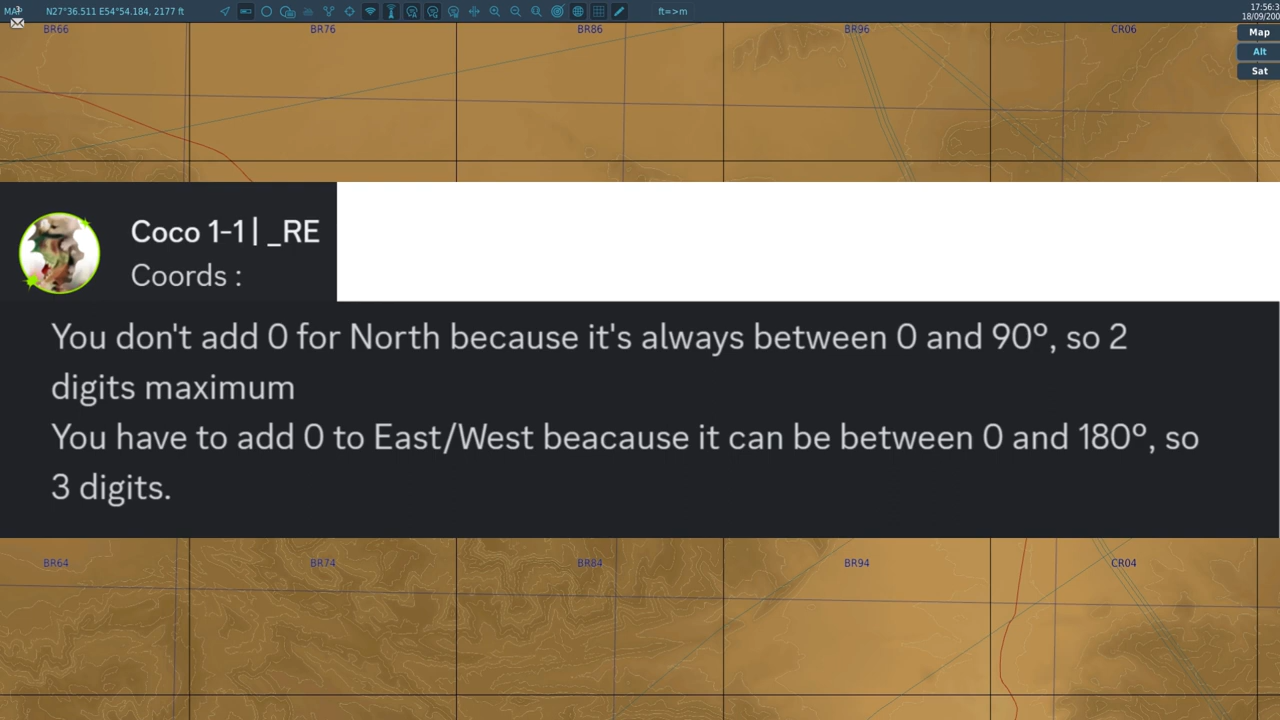 MAP
N27°36.511 E54°54.184, 2177 ft
ft=>m
17:56:3
18/09/200
BR66
BR76
BR86
BR96
CR06
Map
Alt
Sat
Coco 1-1 | _RE
Coords :
You don't add 0 for North because it's always between 0 and 90º, so 2
digits maximum
You have to add 0 to East/West beacause it can be between 0 and 180º, so
3 digits.
BR64
BR74
BR84
BR94
CR04